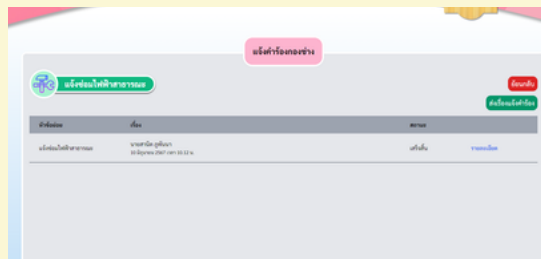 แจ้งคำร้องกองช่าง
แจ้งซ่อมไฟฟ้าสาธารณะ
ย้อนกลับ
ส่งเรื่องแจ้งคำร้อง
หัวข้อย่อย เรื่อง สถานะ
แจ้งซ่อมไฟฟ้าสาธารณะ เสร็จสิ้น รายละเอียด